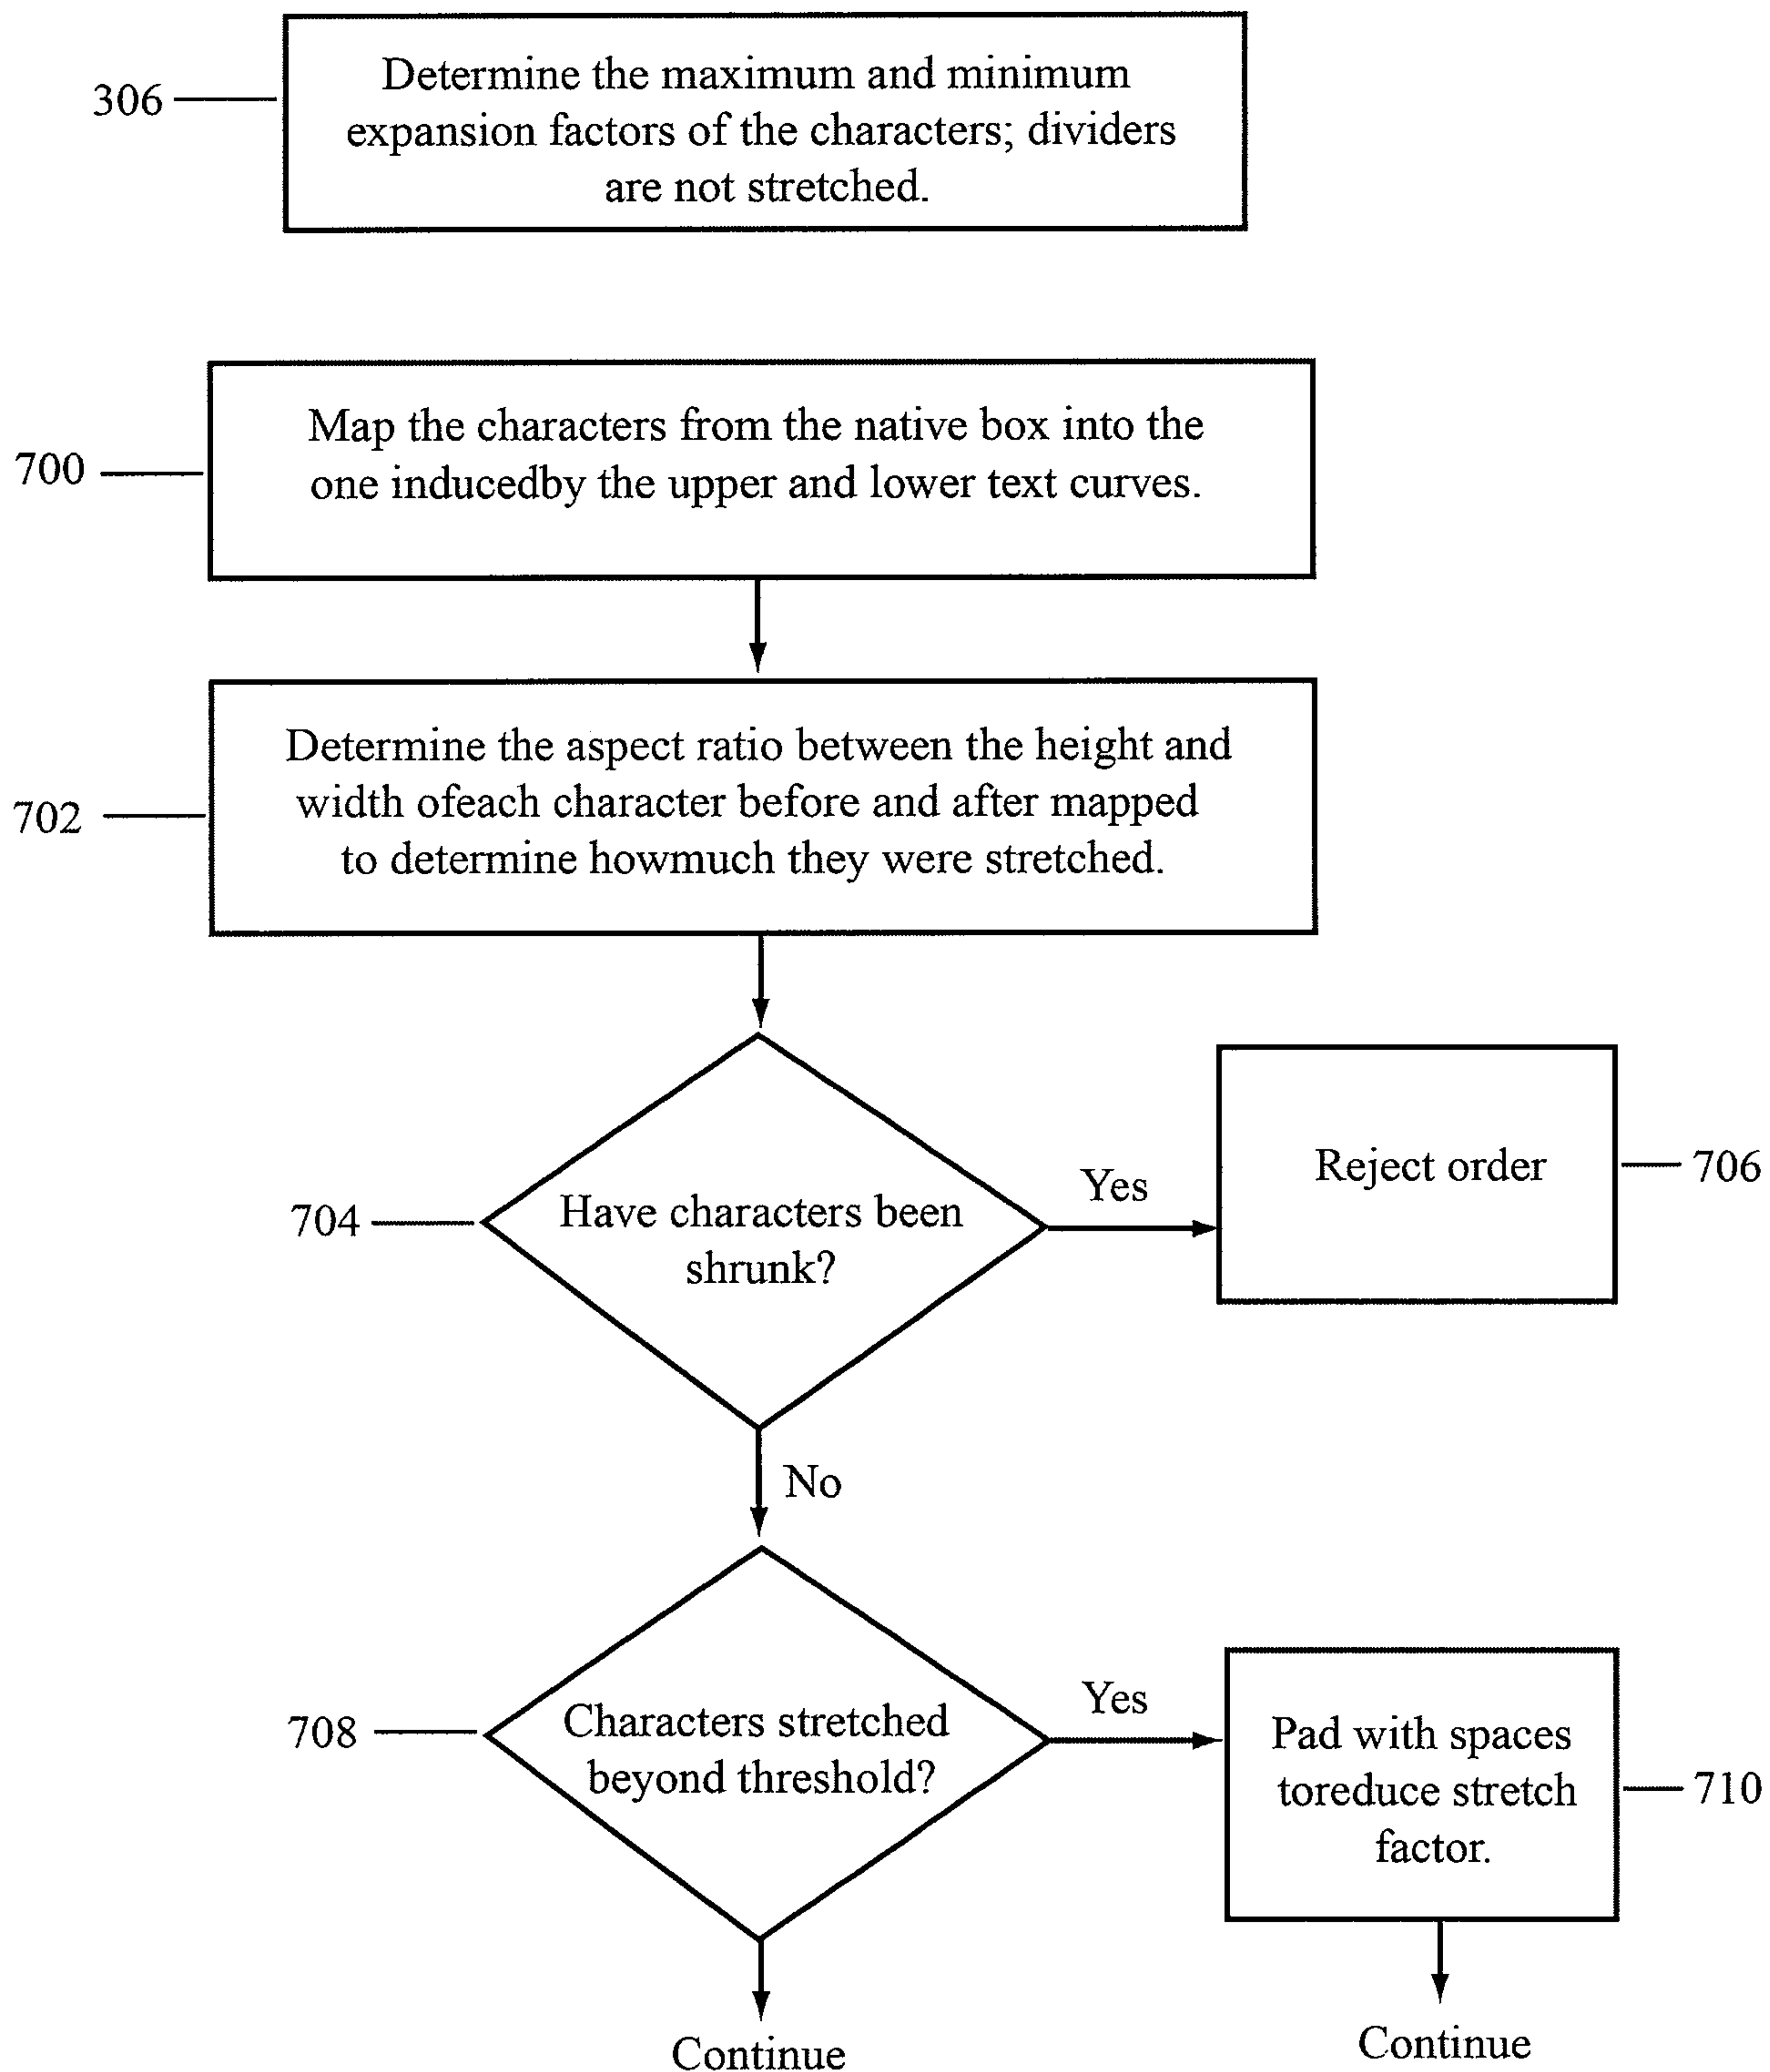 306
Determine the maximum and minimum
expansion factors of the characters; dividers
are not stretched.
700
Map the characters from the native box into the
one inducedby the upper and lower text curves.
702
Determine the aspect ratio between the height and
width ofeach character before and after mapped
to determine howmuch they were stretched.
704
Have characters been
shrunk?
Yes
Reject order
706
No
708
Characters stretched
beyond threshold?
Yes
Pad with spaces
toreduce stretch
factor.
710
Continue
Continue